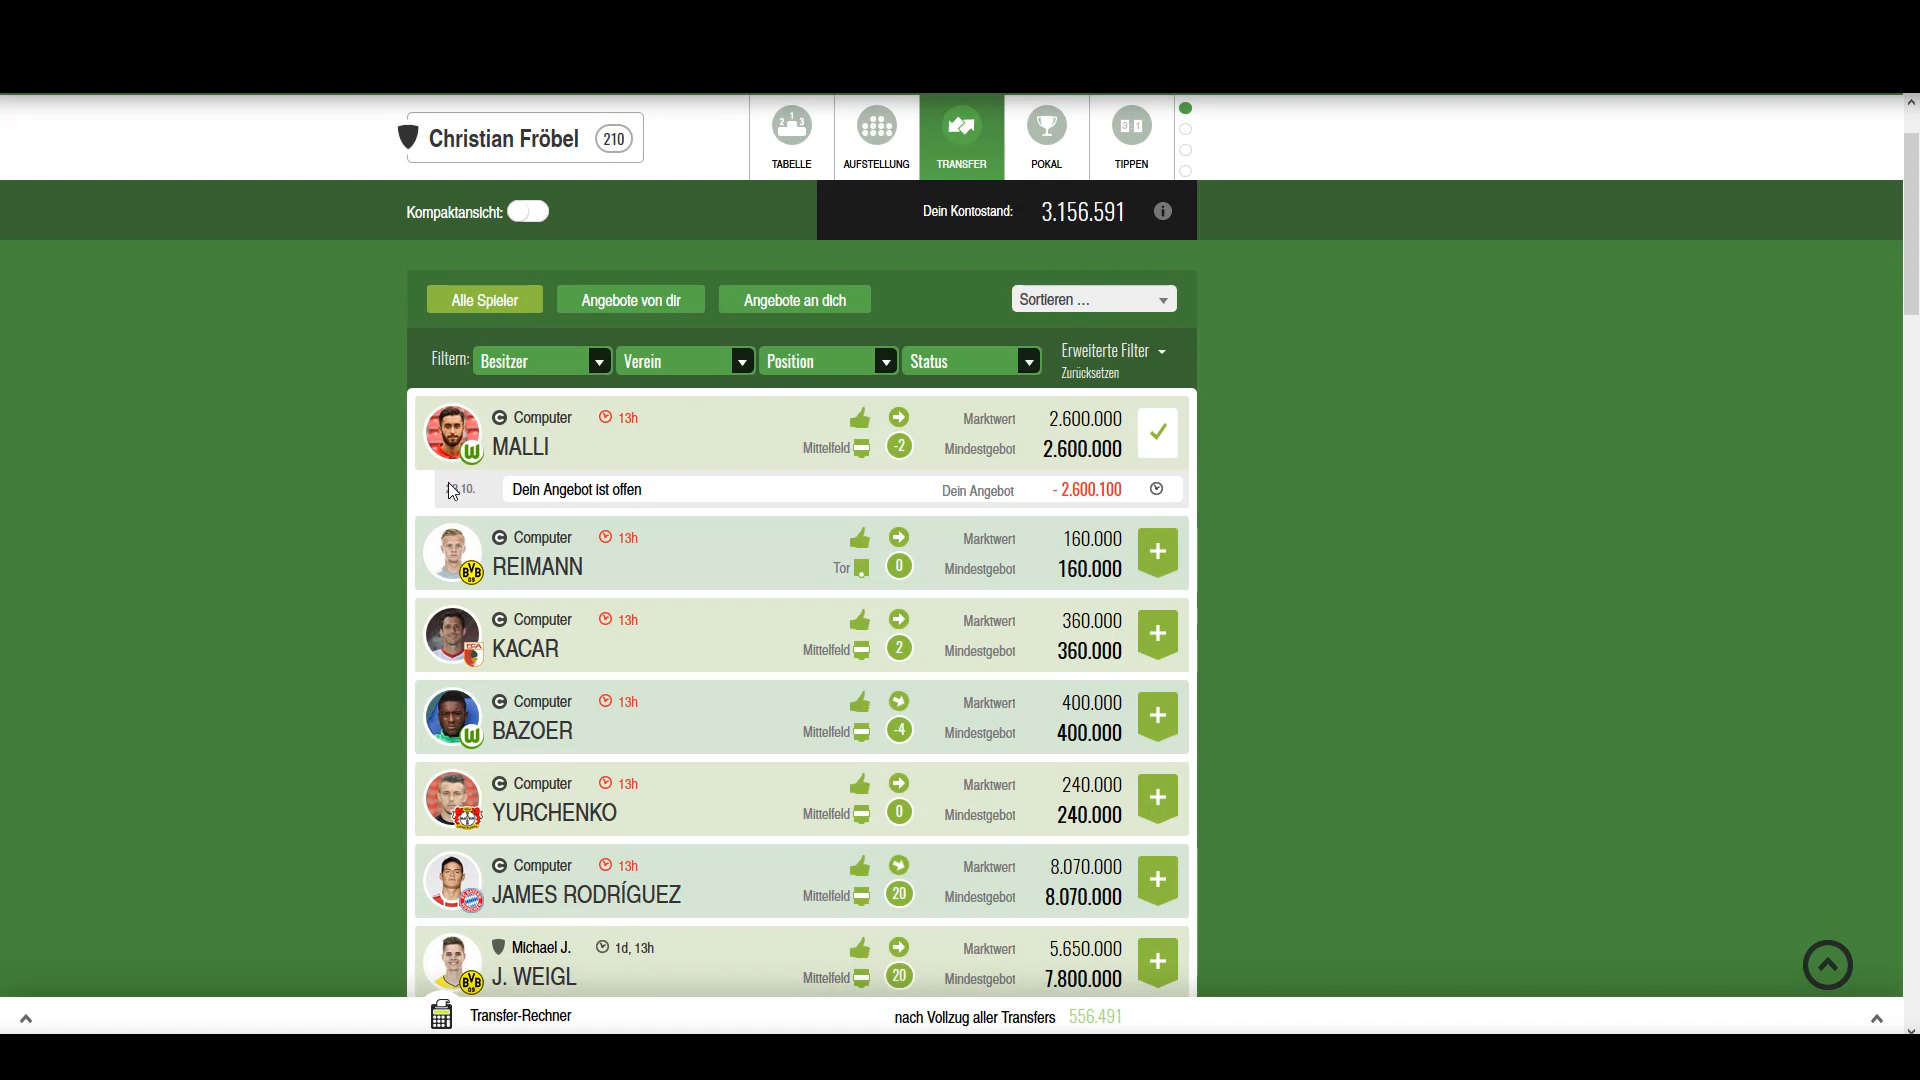 Christian Fröbel 210
1 2 3
3:1
TABELLE AUFSTELLUNG TRANSFER POKAL TIPPEN
Kompaktansicht:
Dein Kontostand: 3.156.591 i
Alle Spieler Angebote von dir Angebote an dich Sortieren ...
Filtern: Besitzer Verein Position Status Erweiterte Filter
Zurücksetzen
C Computer 13h Marktwert 2.600.000
MALLI Mittelfeld -2 Mindestgebot 2.600.000
Dein Angebot ist offen Dein Angebot - 2.600.100
C Computer 13h Marktwert 160.000
REIMANN Tor 0 Mindestgebot 160.000
C Computer 13h Marktwert 360.000
KACAR Mittelfeld 2 Mindestgebot 360.000
C Computer 13h Marktwert 400.000
BAZOER Mittelfeld -4 Mindestgebot 400.000
C Computer 13h Marktwert 240.000
YURCHENKO Mittelfeld 0 Mindestgebot 240.000
C Computer 13h Marktwert 8.070.000
JAMES RODRÍGUEZ Mittelfeld 20 Mindestgebot 8.070.000
Michael J. 1d, 13h Marktwert 5.650.000
J. WEIGL Mittelfeld 20 Mindestgebot 7.800.000
Transfer-Rechner nach Vollzug aller Transfers 556.491